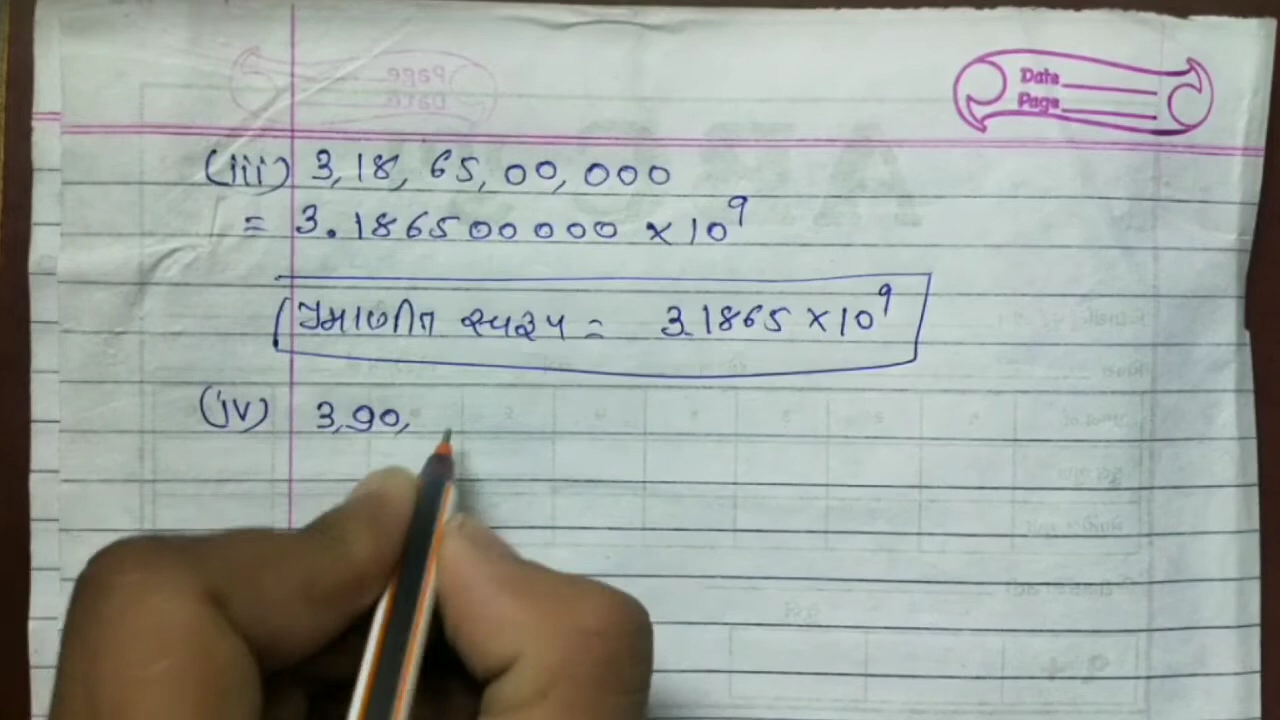 Date
Page
(iii) 3,18,65,00,000
= 3.186500000 × 10⁹
પ્રમાણિત સ્વરૂપ = 3.1865 × 10⁹
(iv) 3,90,